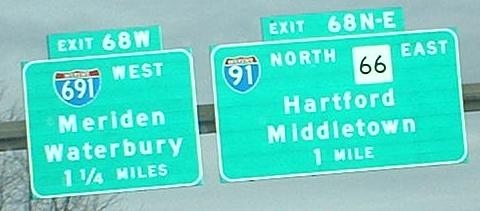 EXIT 68W
691 WEST
Meriden
Waterbury
1 1/4 MILES
EXIT 68N-E
91 NORTH 66 EAST
Hartford
Middletown
1 MILE